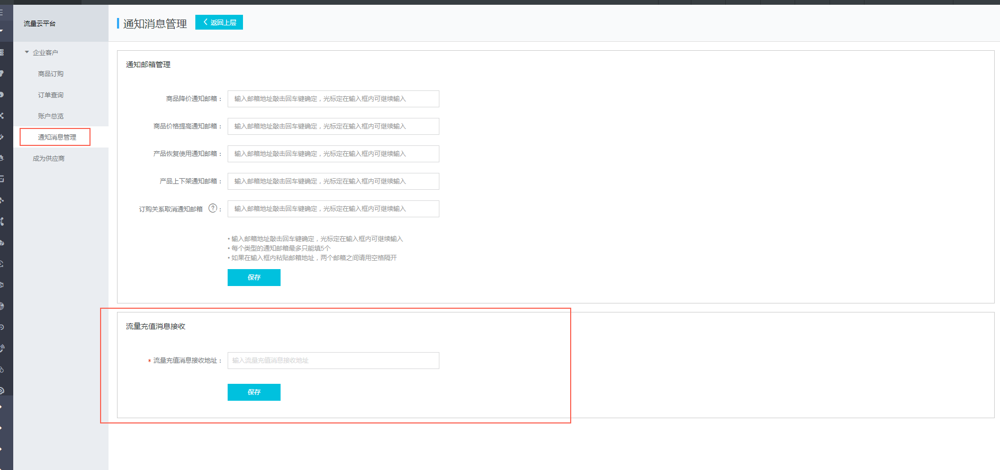 流量云平台
通知消息管理
返回上层
企业客户
商品订购
订单查询
账户总览
通知消息管理
成为供应商
通知邮箱管理
商品降价通知邮箱：
输入邮箱地址敲击回车键确定，光标定在输入框内可继续输入
商品价格提高通知邮箱：
输入邮箱地址敲击回车键确定，光标定在输入框内可继续输入
产品恢复使用通知邮箱：
输入邮箱地址敲击回车键确定，光标定在输入框内可继续输入
产品上下架通知邮箱：
输入邮箱地址敲击回车键确定，光标定在输入框内可继续输入
订购关系取消通知邮箱 ?：
输入邮箱地址敲击回车键确定，光标定在输入框内可继续输入
• 输入邮箱地址敲击回车键确定，光标定在输入框内可继续输入
• 每个类型的通知邮箱最多只能填5个
• 如果在输入框内粘贴邮箱地址，两个邮箱之间请用空格隔开
保存
流量充值消息接收
* 流量充值消息接收地址：
输入流量充值消息接收地址
保存